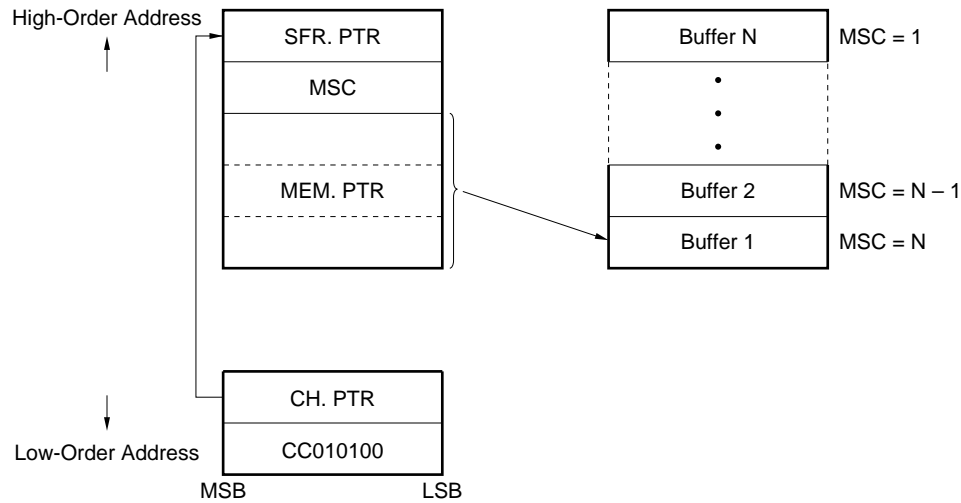 High-Order Address
SFR. PTR
MSC
MEM. PTR
Buffer N
MSC = 1
Buffer 2
MSC = N – 1
Buffer 1
MSC = N
CH. PTR
CC010100
Low-Order Address
MSB
LSB